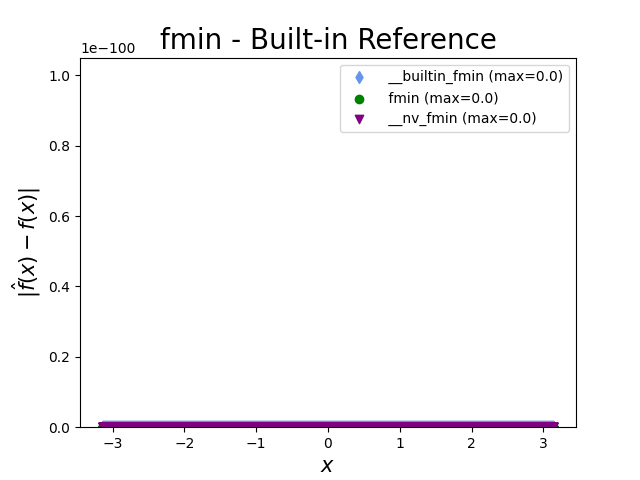 fmin - Built-in Reference
1e−100
1.0
0.8
0.6
0.4
0.2
0.0
|f̂(x) − f(x)|
__builtin_fmin (max=0.0)
fmin (max=0.0)
__nv_fmin (max=0.0)
−3 −2 −1 0 1 2 3
x